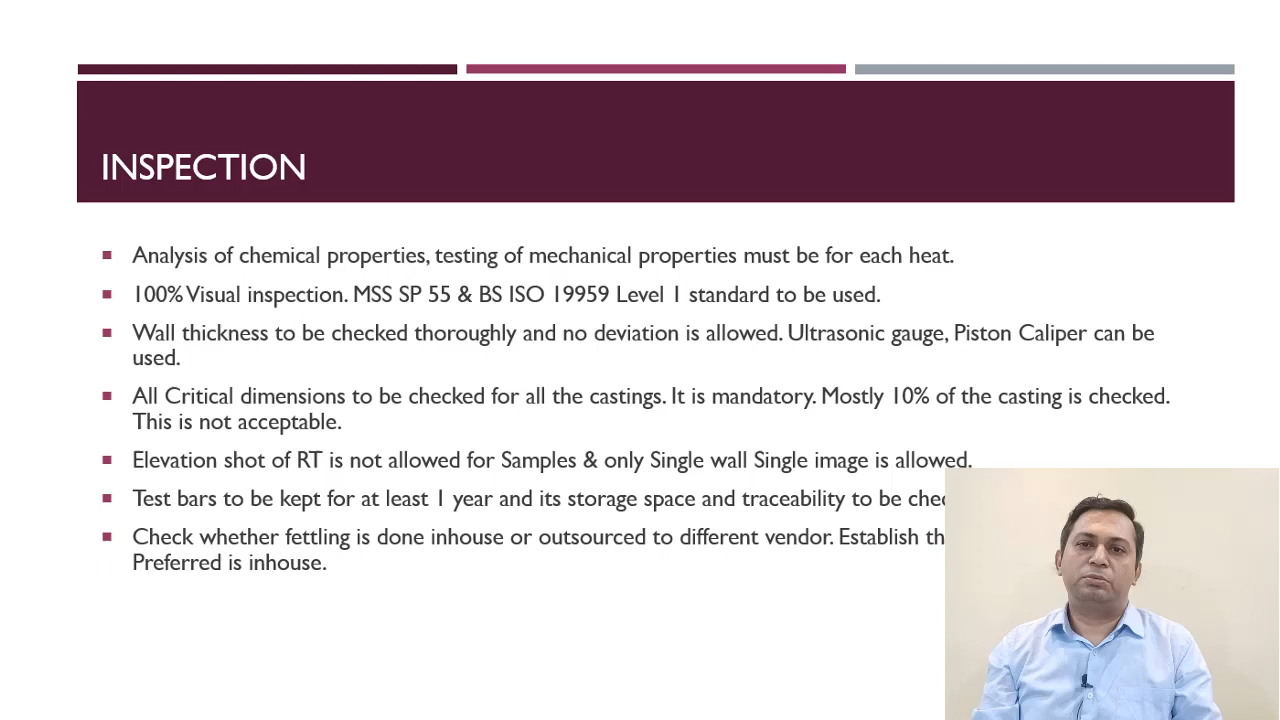 INSPECTION
Analysis of chemical properties, testing of mechanical properties must be for each heat.
100% Visual inspection. MSS SP 55 & BS ISO 19959 Level 1 standard to be used.
Wall thickness to be checked thoroughly and no deviation is allowed. Ultrasonic gauge, Piston Caliper can be
used.
All Critical dimensions to be checked for all the castings. It is mandatory. Mostly 10% of the casting is checked.
This is not acceptable.
Elevation shot of RT is not allowed for Samples & only Single wall Single image is allowed.
Test bars to be kept for at least 1 year and its storage space and traceability to be
Check whether fettling is done inhouse or outsourced to different vendor. Establish
Preferred is inhouse.